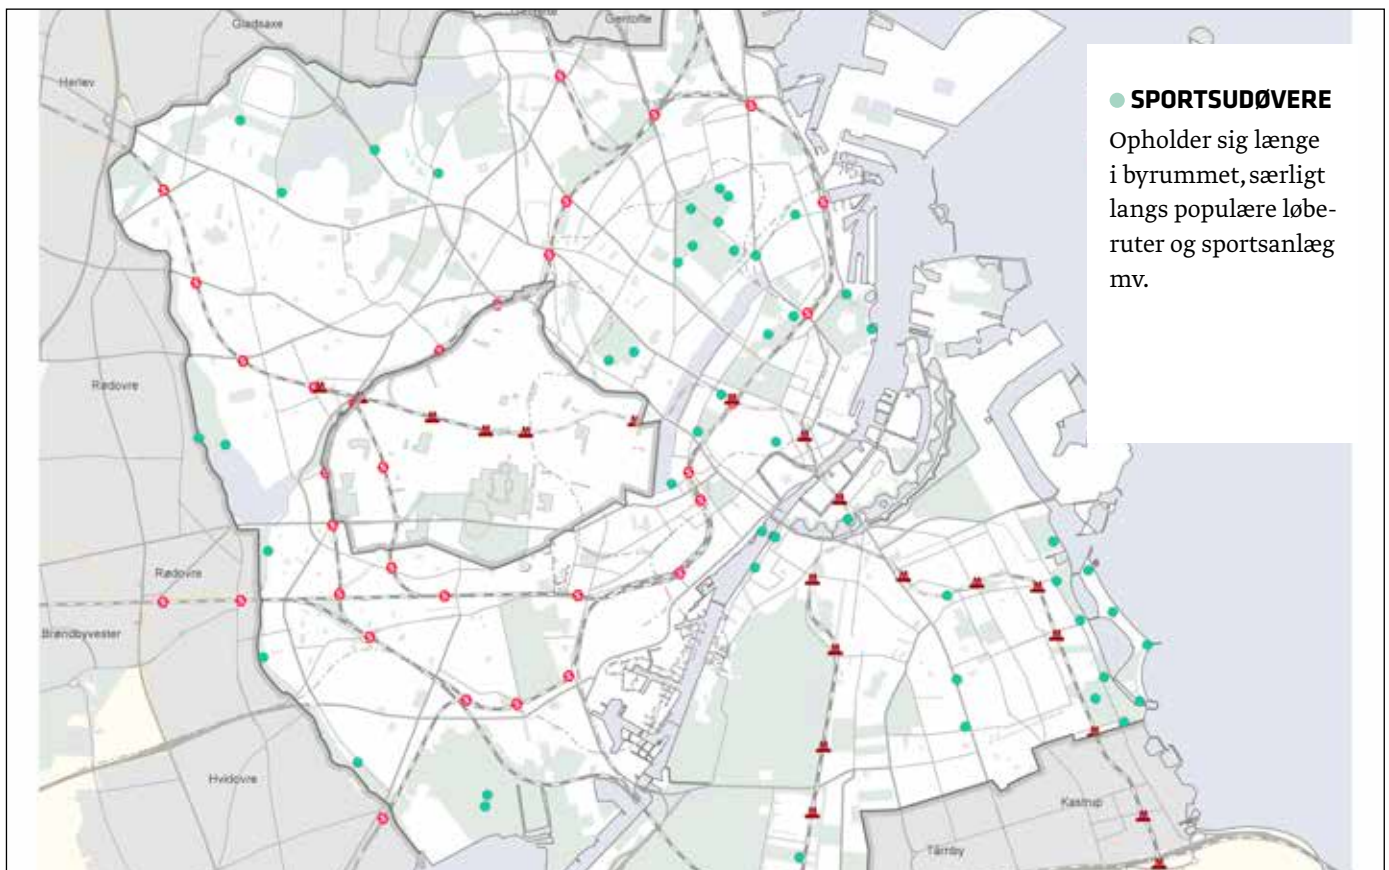 Gladsaxe
Gentofte
Herlev
SPORTSUDØVERE
Opholder sig længe
i byrummet, særligt
langs populære løbe-
ruter og sportsanlæg
mv.
Rødovre
Rødovre
Brøndbyvester
Hvidovre
Kastrup
Tårnby